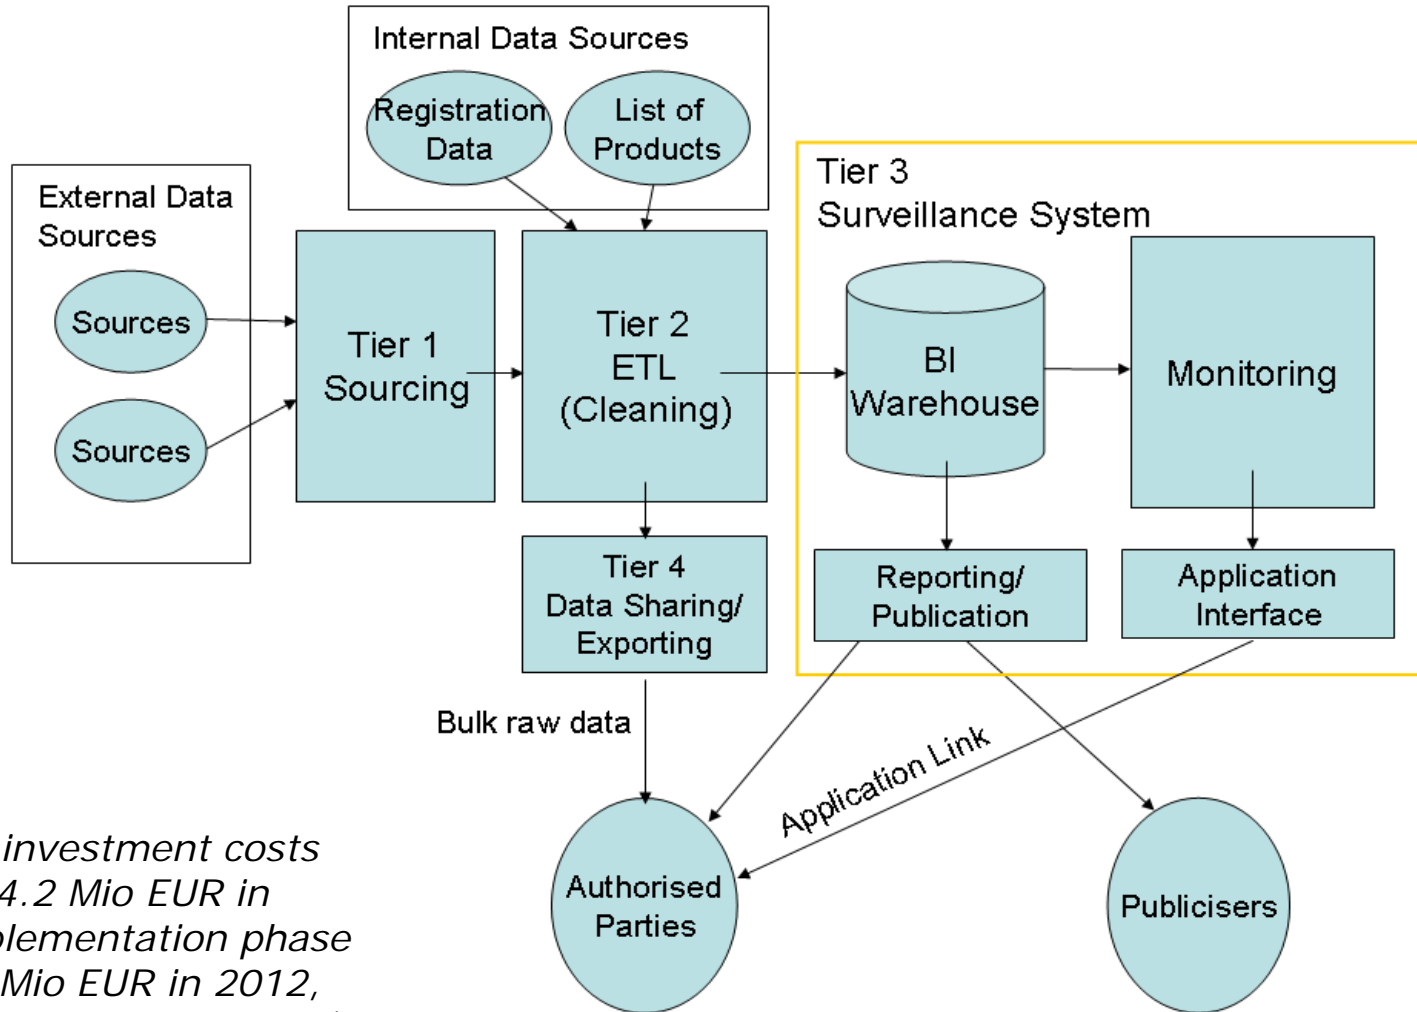 Internal Data Sources
Registration
Data
List of
Products
External Data
Sources
Sources
Sources
Tier 1
Sourcing
Tier 2
ETL
(Cleaning)
Tier 3
Surveillance System
BI
Warehouse
Monitoring
Tier 4
Data Sharing/
Exporting
Reporting/
Publication
Application
Interface
Bulk raw data
Application Link
Authorised
Parties
Publicisers
investment costs
4.2 Mio EUR in
plementation phase
Mio EUR in 2012,